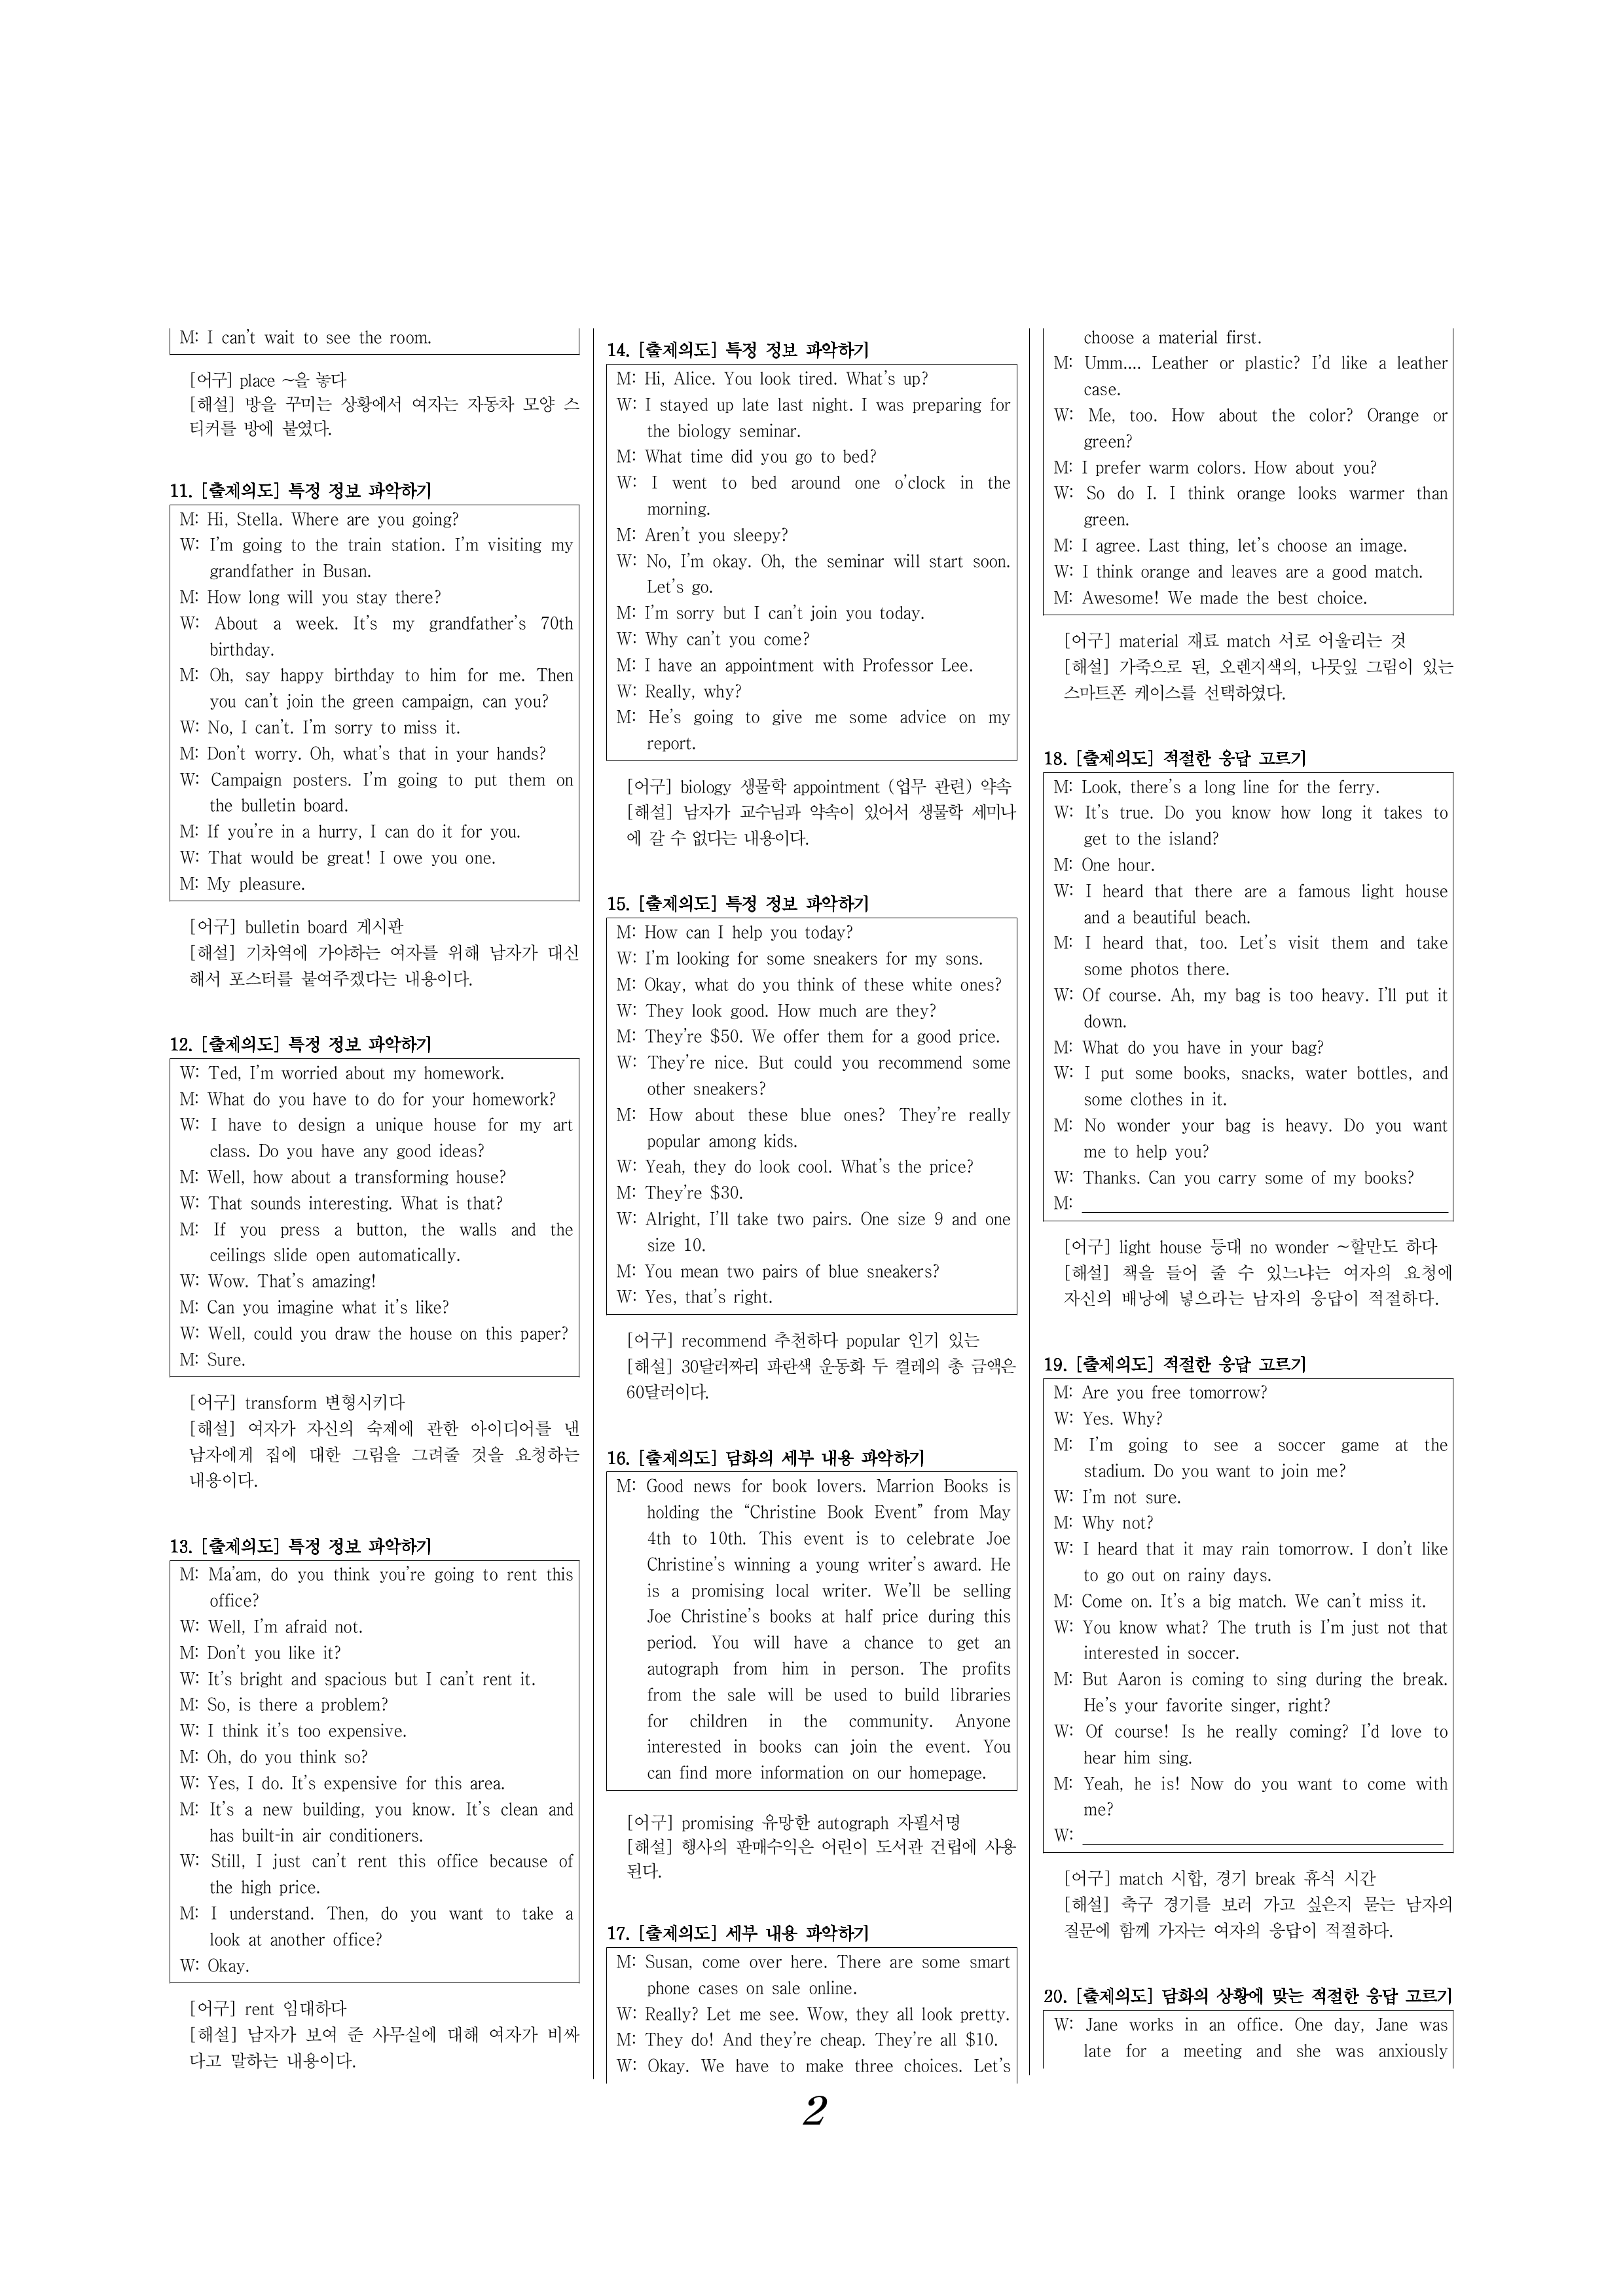 M: I can't wait to see the room.
[어구] place ~을 놓다
[해설] 방을 꾸미는 상황에서 여자는 자동차 모양 스
티커를 방에 붙였다.
11. [출제의도] 특정 정보 파악하기
M: Hi, Stella. Where are you going?
W: I'm going to the train station. I'm visiting my
grandfather in Busan.
M: How long will you stay there?
W: About a week. It's my grandfather's 70th
birthday.
M: Oh, say happy birthday to him for me. Then
you can't join the green campaign, can you?
W: No, I can't. I'm sorry to miss it.
M: Don't worry. Oh, what's that in your hands?
W: Campaign posters. I'm going to put them on
the bulletin board.
M: If you're in a hurry, I can do it for you.
W: That would be great! I owe you one.
M: My pleasure.
[어구] bulletin board 게시판
[해설] 기차역에 가야하는 여자를 위해 남자가 대신
해서 포스터를 붙여주겠다는 내용이다.
12. [출제의도] 특정 정보 파악하기
W: Ted, I'm worried about my homework.
M: What do you have to do for your homework?
W: I have to design a unique house for my art
class. Do you have any good ideas?
M: Well, how about a transforming house?
W: That sounds interesting. What is that?
M: If you press a button, the walls and the
ceilings slide open automatically.
W: Wow. That's amazing!
M: Can you imagine what it's like?
W: Well, could you draw the house on this paper?
M: Sure.
[어구] transform 변형시키다
[해설] 여자가 자신의 숙제에 관한 아이디어를 낸
남자에게 집에 대한 그림을 그려줄 것을 요청하는
내용이다.
13. [출제의도] 특정 정보 파악하기
M: Ma'am, do you think you're going to rent this
office?
W: Well, I'm afraid not.
M: Don't you like it?
W: It's bright and spacious but I can't rent it.
M: So, is there a problem?
W: I think it's too expensive.
M: Oh, do you think so?
W: Yes, I do. It's expensive for this area.
M: It's a new building, you know. It's clean and
has built-in air conditioners.
W: Still, I just can't rent this office because of
the high price.
M: I understand. Then, do you want to take a
look at another office?
W: Okay.
[어구] rent 임대하다
[해설] 남자가 보여 준 사무실에 대해 여자가 비싸
다고 말하는 내용이다.
14. [출제의도] 특정 정보 파악하기
M: Hi, Alice. You look tired. What's up?
W: I stayed up late last night. I was preparing for
the biology seminar.
M: What time did you go to bed?
W: I went to bed around one o'clock in the
morning.
M: Aren't you sleepy?
W: No, I'm okay. Oh, the seminar will start soon.
Let's go.
M: I'm sorry but I can't join you today.
W: Why can't you come?
M: I have an appointment with Professor Lee.
W: Really, why?
M: He's going to give me some advice on my
report.
[어구] biology 생물학 appointment (업무 관련) 약속
[해설] 남자가 교수님과 약속이 있어서 생물학 세미나
에 갈 수 없다는 내용이다.
15. [출제의도] 특정 정보 파악하기
M: How can I help you today?
W: I'm looking for some sneakers for my sons.
M: Okay, what do you think of these white ones?
W: They look good. How much are they?
M: They're $50. We offer them for a good price.
W: They're nice. But could you recommend some
other sneakers?
M: How about these blue ones? They're really
popular among kids.
W: Yeah, they do look cool. What's the price?
M: They're $30.
W: Alright, I'll take two pairs. One size 9 and one
size 10.
M: You mean two pairs of blue sneakers?
W: Yes, that's right.
[어구] recommend 추천하다 popular 인기 있는
[해설] 30달러짜리 파란색 운동화 두 켤레의 총 금액은
60달러이다.
16. [출제의도] 담화의 세부 내용 파악하기
M: Good news for book lovers. Marrion Books is
holding the “Christine Book Event” from May
4th to 10th. This event is to celebrate Joe
Christine's winning a young writer's award. He
is a promising local writer. We'll be selling
Joe Christine's books at half price during this
period. You will have a chance to get an
autograph from him in person. The profits
from the sale will be used to build libraries
for children in the community. Anyone
interested in books can join the event. You
can find more information on our homepage.
[어구] promising 유망한 autograph 자필서명
[해설] 행사의 판매수익은 어린이 도서관 건립에 사용
된다.
17. [출제의도] 세부 내용 파악하기
M: Susan, come over here. There are some smart
phone cases on sale online.
W: Really? Let me see. Wow, they all look pretty.
M: They do! And they're cheap. They're all $10.
W: Okay. We have to make three choices. Let's
choose a material first.
M: Umm.... Leather or plastic? I'd like a leather
case.
W: Me, too. How about the color? Orange or
green?
M: I prefer warm colors. How about you?
W: So do I. I think orange looks warmer than
green.
M: I agree. Last thing, let's choose an image.
W: I think orange and leaves are a good match.
M: Awesome! We made the best choice.
[어구] material 재료 match 서로 어울리는 것
[해설] 가죽으로 된, 오렌지색의, 나뭇잎 그림이 있는
스마트폰 케이스를 선택하였다.
18. [출제의도] 적절한 응답 고르기
M: Look, there's a long line for the ferry.
W: It's true. Do you know how long it takes to
get to the island?
M: One hour.
W: I heard that there are a famous light house
and a beautiful beach.
M: I heard that, too. Let's visit them and take
some photos there.
W: Of course. Ah, my bag is too heavy. I'll put it
down.
M: What do you have in your bag?
W: I put some books, snacks, water bottles, and
some clothes in it.
M: No wonder your bag is heavy. Do you want
me to help you?
W: Thanks. Can you carry some of my books?
M:
[어구] light house 등대 no wonder ~할만도 하다
[해설] 책을 들어 줄 수 있느냐는 여자의 요청에
자신의 배낭에 넣으라는 남자의 응답이 적절하다.
19. [출제의도] 적절한 응답 고르기
M: Are you free tomorrow?
W: Yes. Why?
M: I'm going to see a soccer game at the
stadium. Do you want to join me?
W: I'm not sure.
M: Why not?
W: I heard that it may rain tomorrow. I don't like
to go out on rainy days.
M: Come on. It's a big match. We can't miss it.
W: You know what? The truth is I'm just not that
interested in soccer.
M: But Aaron is coming to sing during the break.
He's your favorite singer, right?
W: Of course! Is he really coming? I'd love to
hear him sing.
M: Yeah, he is! Now do you want to come with
me?
W:
[어구] match 시합, 경기 break 휴식 시간
[해설] 축구 경기를 보러 가고 싶은지 묻는 남자의
질문에 함께 가자는 여자의 응답이 적절하다.
20. [출제의도] 담화의 상황에 맞는 적절한 응답 고르기
W: Jane works in an office. One day, Jane was
late for a meeting and she was anxiously
2